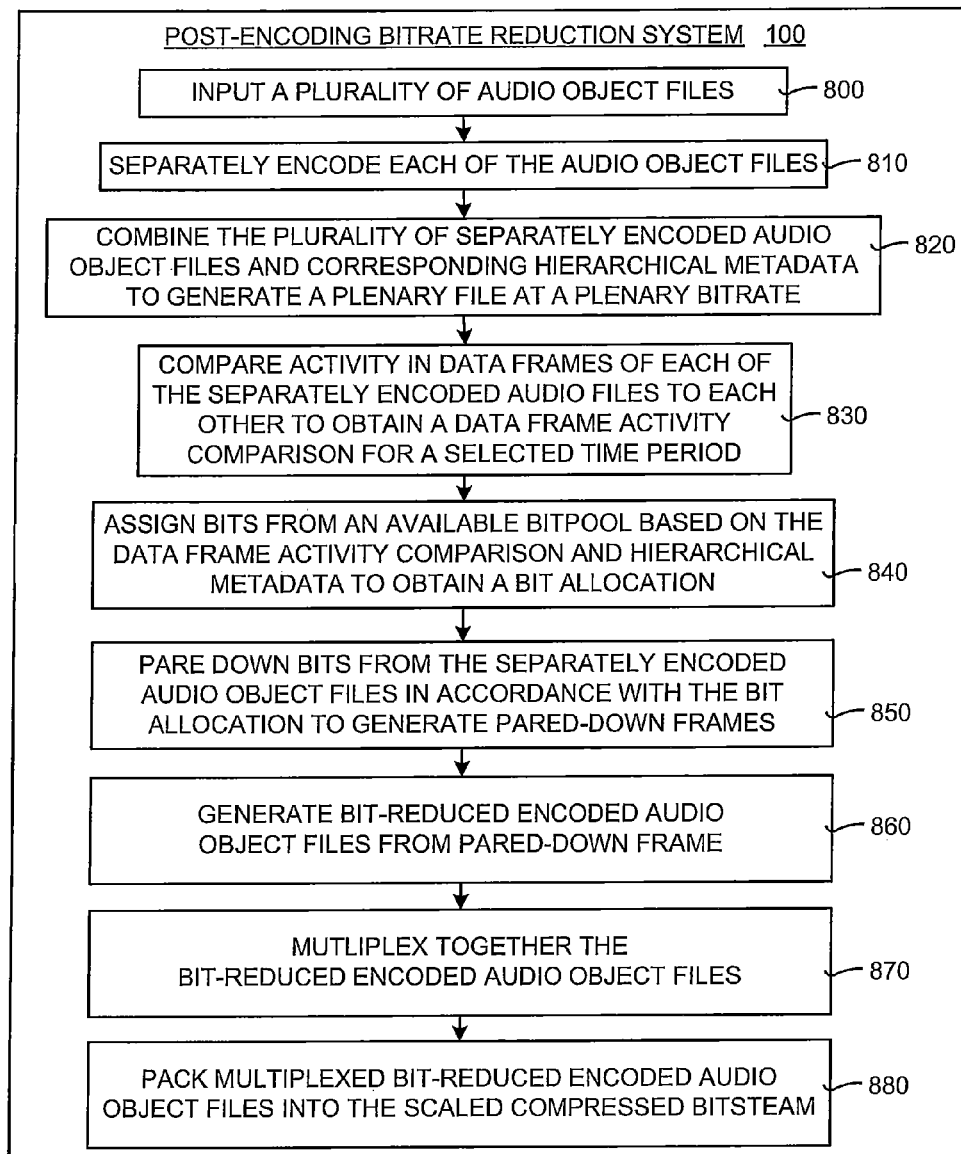 POST-ENCODING BITRATE REDUCTION SYSTEM 100
INPUT A PLURALITY OF AUDIO OBJECT FILES
800
SEPARATELY ENCODE EACH OF THE AUDIO OBJECT FILES
810
COMBINE THE PLURALITY OF SEPARATELY ENCODED AUDIO
OBJECT FILES AND CORRESPONDING HIERARCHICAL METADATA
TO GENERATE A PLENARY FILE AT A PLENARY BITRATE
820
COMPARE ACTIVITY IN DATA FRAMES OF EACH OF
THE SEPARATELY ENCODED AUDIO FILES TO EACH
OTHER TO OBTAIN A DATA FRAME ACTIVITY
COMPARISON FOR A SELECTED TIME PERIOD
830
ASSIGN BITS FROM AN AVAILABLE BITPOOL BASED ON THE
DATA FRAME ACTIVITY COMPARISON AND HIERARCHICAL
METADATA TO OBTAIN A BIT ALLOCATION
840
PARE DOWN BITS FROM THE SEPARATELY ENCODED
AUDIO OBJECT FILES IN ACCORDANCE WITH THE BIT
ALLOCATION TO GENERATE PARED-DOWN FRAMES
850
GENERATE BIT-REDUCED ENCODED AUDIO
OBJECT FILES FROM PARED-DOWN FRAME
860
MUTLIPLEX TOGETHER THE
BIT-REDUCED ENCODED AUDIO OBJECT FILES
870
PACK MULTIPLEXED BIT-REDUCED ENCODED AUDIO
OBJECT FILES INTO THE SCALED COMPRESSED BITSTEAM
880